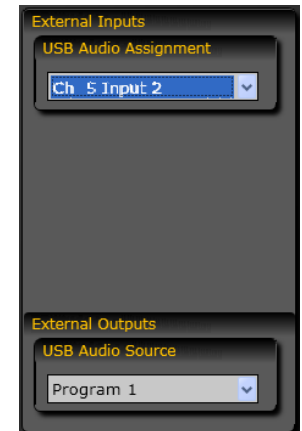 External Inputs
USB Audio Assignment
Ch 5 Input 2
External Outputs
USB Audio Source
Program 1